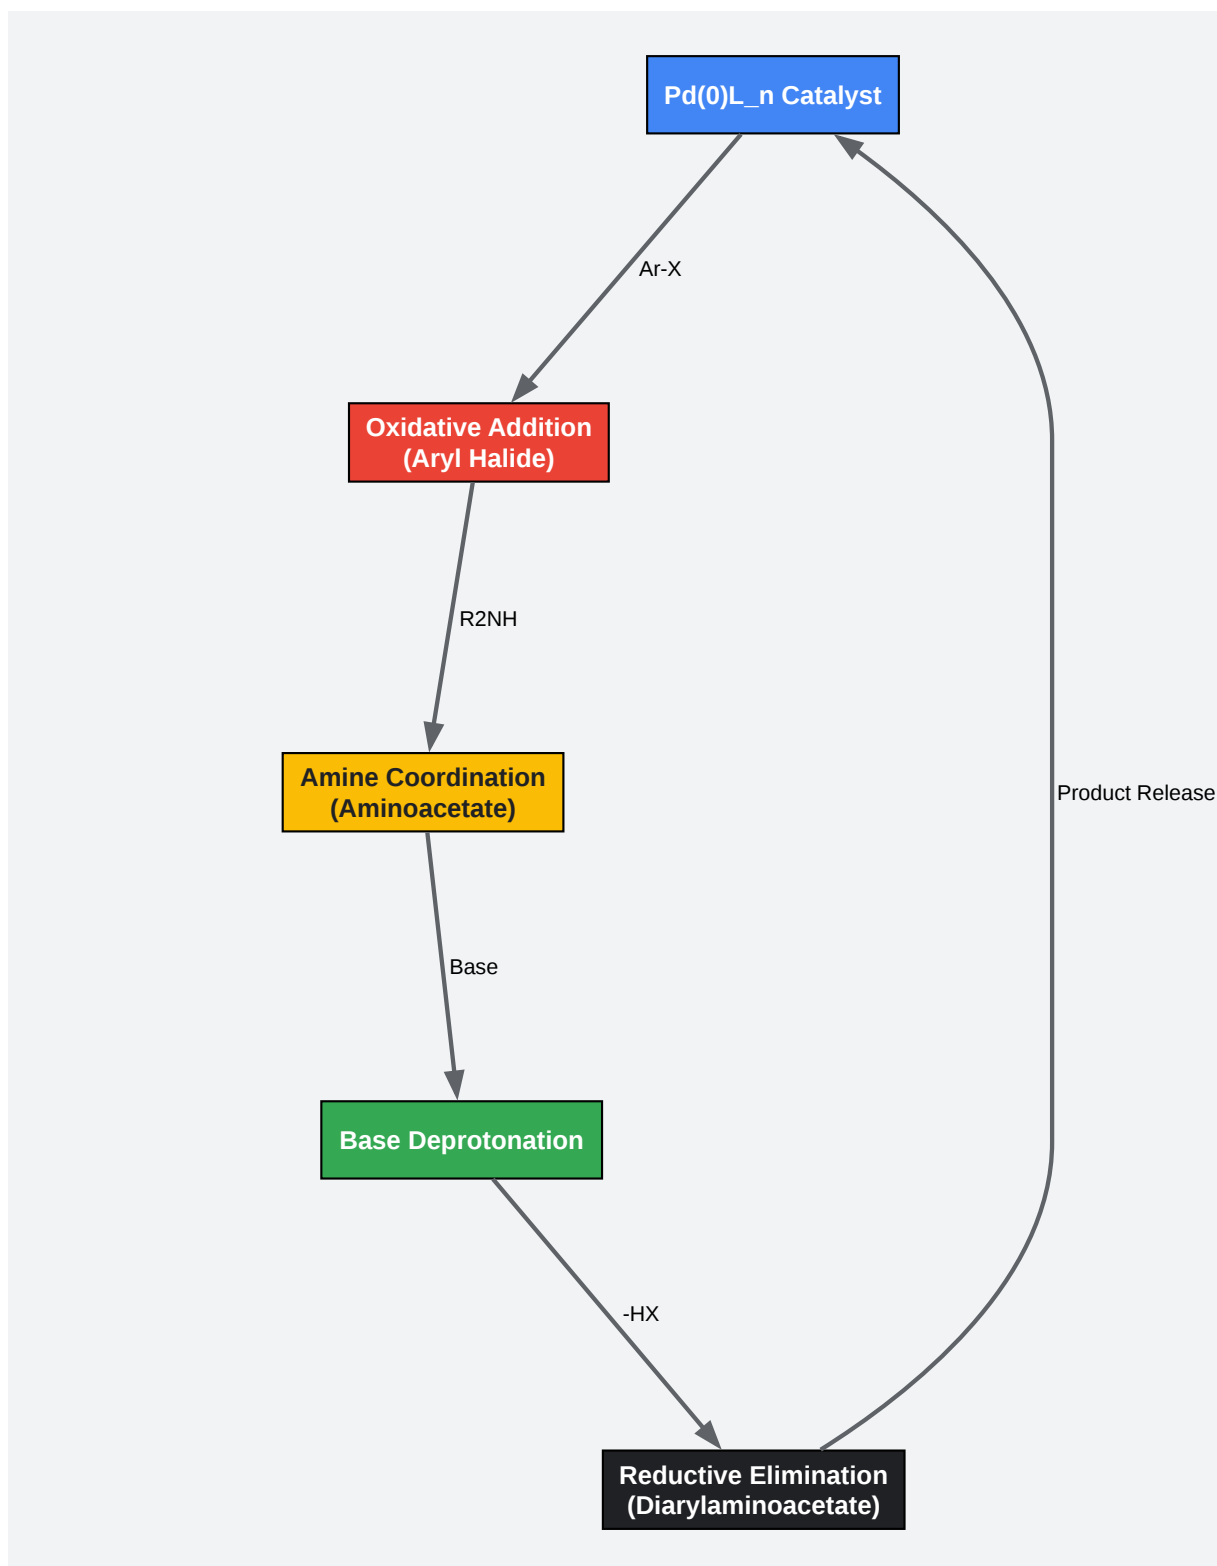 Pd(0)L_n Catalyst
Ar-X
Oxidative Addition
(Aryl Halide)
R2NH
Amine Coordination
(Aminoacetate)
Product Release
Base
Base Deprotonation
-HX
Reductive Elimination
(Diarylaminoacetate)